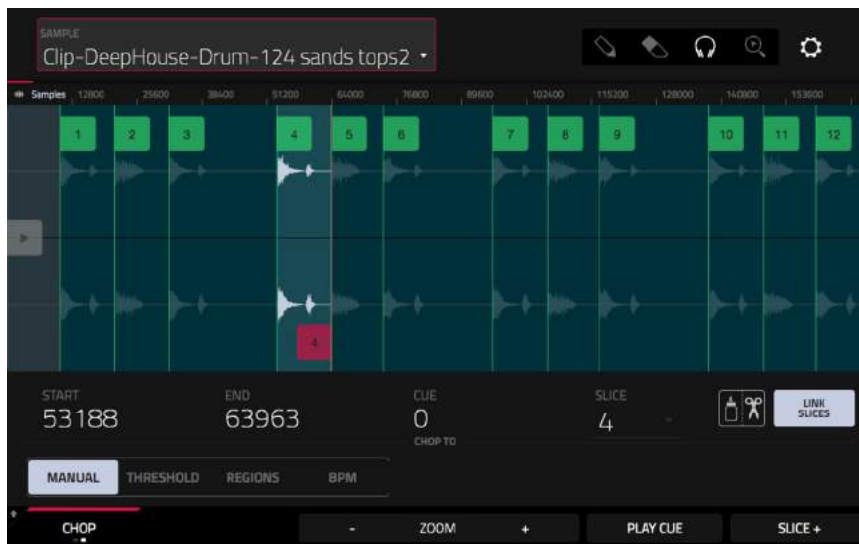 SAMPLE
Clip-DeepHouse-Drum-124 sands tops2
Samples 12800 25600 38400 51200 64000 76800 89600 102400 115200 128000 140800 153600
1 2 3 4 5 6 7 8 9 10 11 12
4
START END CUE SLICE
53188 63963 0 4
LINK
SLICES
CHOP TO
MANUAL THRESHOLD REGIONS BPM
CHOP - ZOOM + PLAY CUE SLICE +